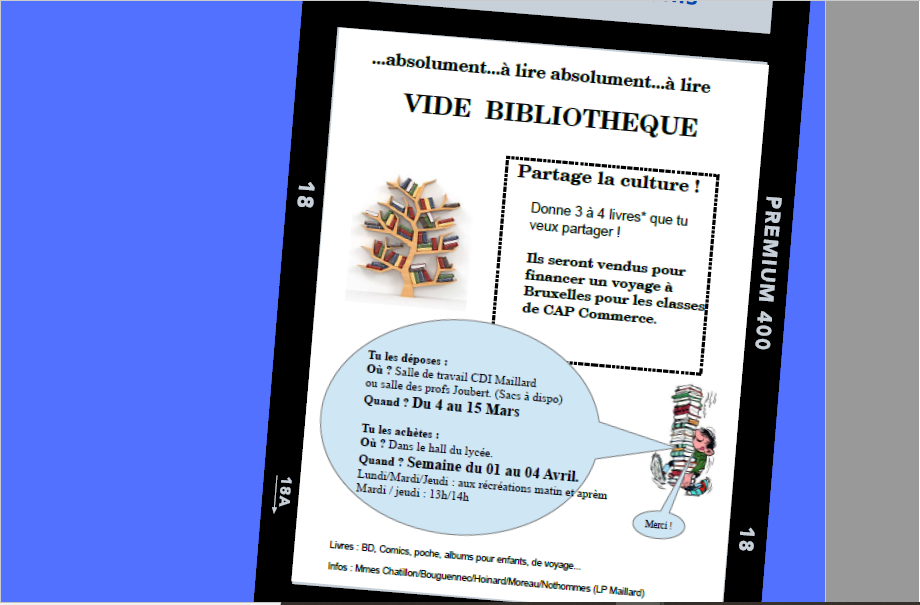 ...absolument...à lire absolument...à lire
VIDE BIBLIOTHEQUE
Partage la culture !
Donne 3 à 4 livres* que tu
veux partager !
Ils seront vendus pour
financer un voyage à
Bruxelles pour les classes
de CAP Commerce.
Tu les déposes :
Où ? Salle de travail CDI Maillard
ou salle des profs Joubert. (Sacs à dispo)
Quand ? Du 4 au 15 Mars
Tu les achètes :
Où ? Dans le hall du lycée.
Quand ? Semaine du 01 au 04 Avril.
Lundi/Mardi/Jeudi : aux récréations matin et aprèm
Mardi / jeudi : 13h/14h
Merci !
Livres : BD, Comics, poche, albums pour enfants, de voyage...
Infos : Mmes Chatillon/Bouguennec/Hoinard/Moreau/Nothommes (LP Maillard)
18
18A
PREMIUM 400
18